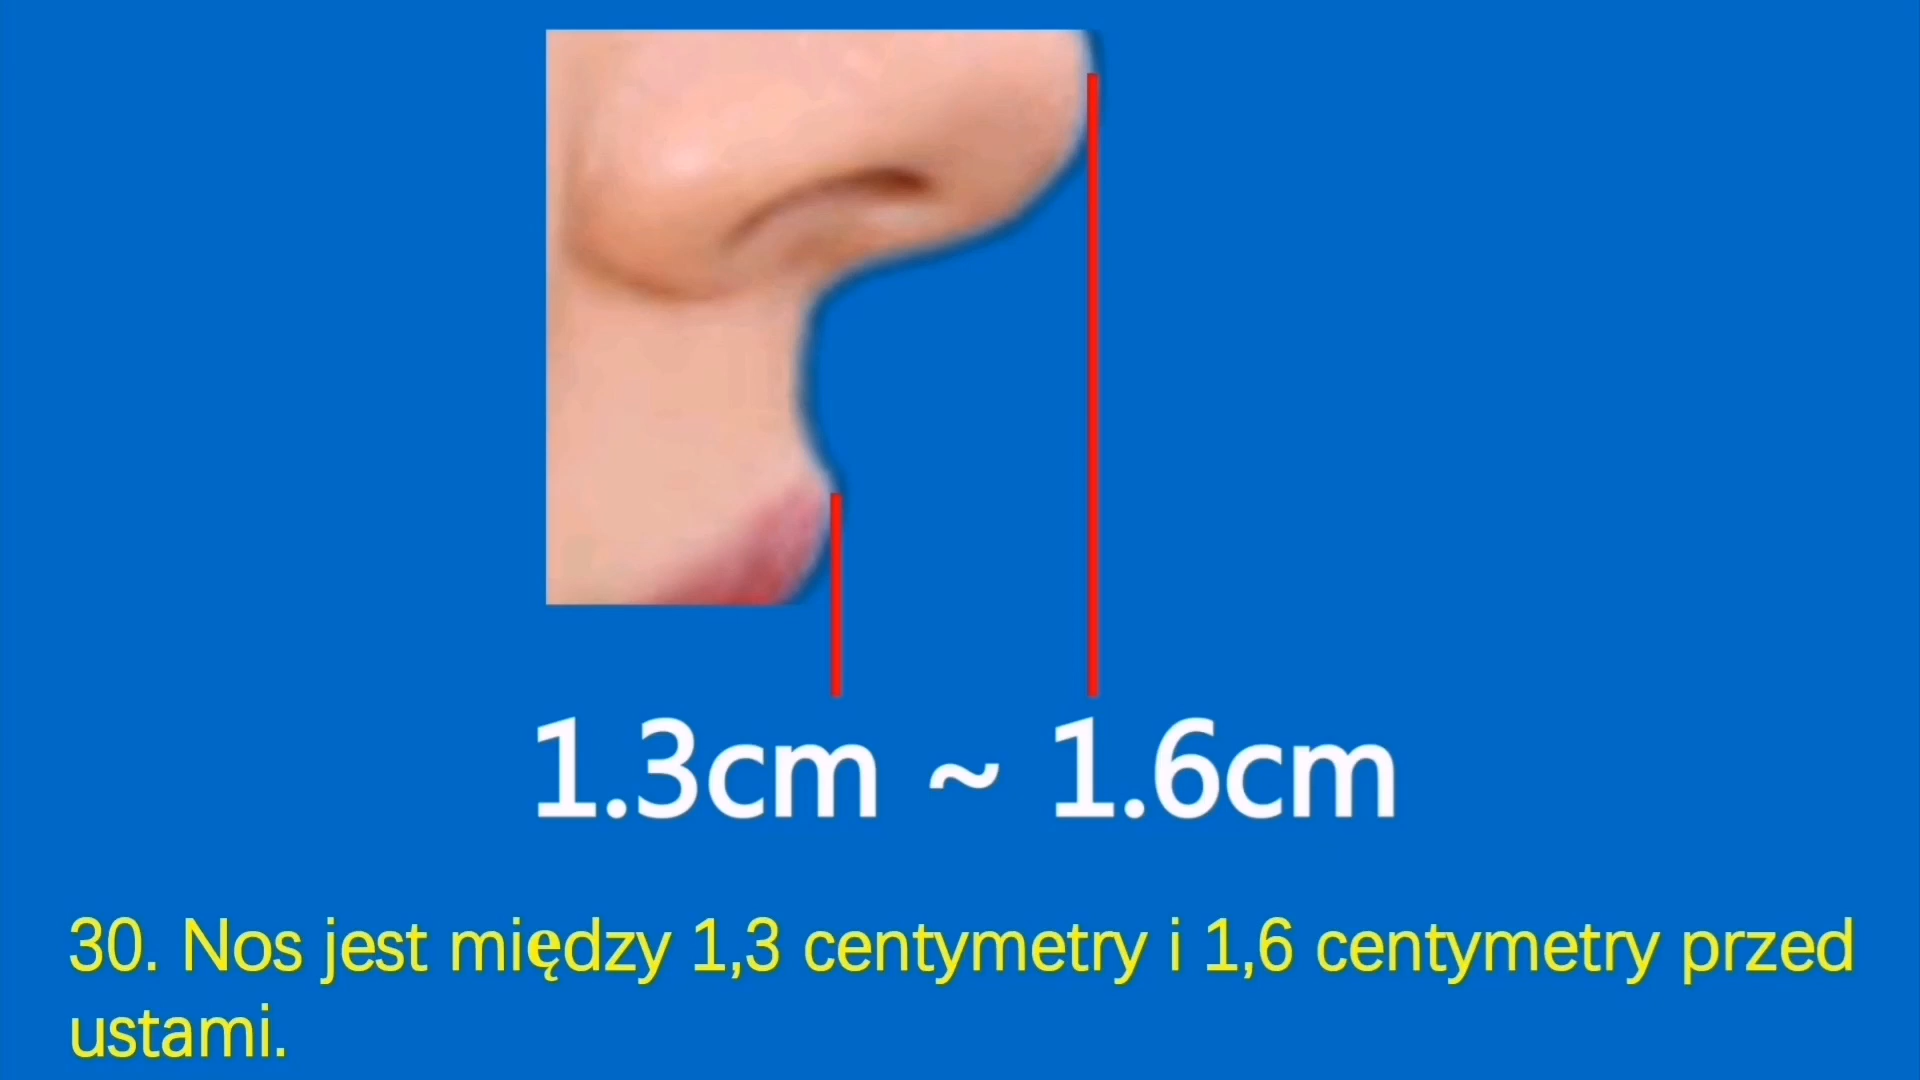 1.3cm ~ 1.6cm
30. Nos jest między 1,3 centymetry i 1,6 centymetry przed
ustami.